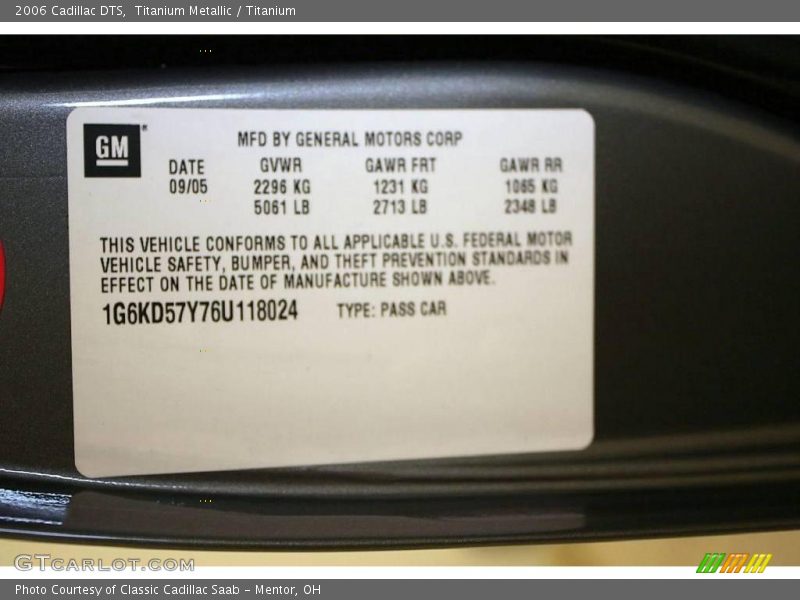 2006 Cadillac DTS,  Titanium Metallic / Titanium
GM
MFD BY GENERAL MOTORS CORP
DATE GVWR GAWR FRT GAWR RR
09/05 2296 KG 1231 KG 1065 KG
5061 LB 2713 LB 2348 LB
THIS VEHICLE CONFORMS TO ALL APPLICABLE U.S. FEDERAL MOTOR
VEHICLE SAFETY, BUMPER, AND THEFT PREVENTION STANDARDS IN
EFFECT ON THE DATE OF MANUFACTURE SHOWN ABOVE.
1G6KD57Y76U118024 TYPE: PASS CAR
GTCARLOT.COM
Photo Courtesy of Classic Cadillac Saab - Mentor, OH